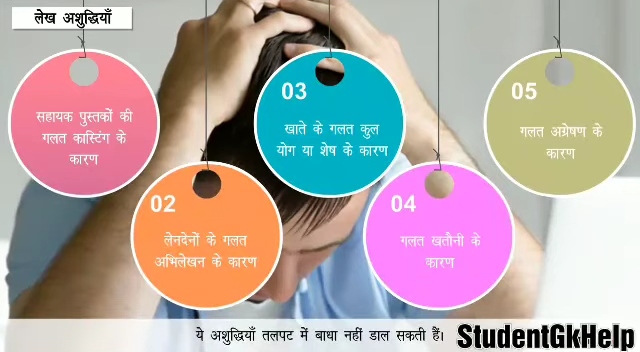 लेख अशुद्धियाँ
सहायक पुस्तकों की
गलत कास्टिंग के
कारण
02
लेनदेनों के गलत
अभिलेखन के कारण
03
खाते के गलत कुल
योग या शेष के कारण
04
गलत खतौनी के
कारण
05
गलत अग्रेषण के
कारण
ये अशुद्धियाँ तलपट में बाधा नहीं डाल सकती हैं।
StudentGkHelp